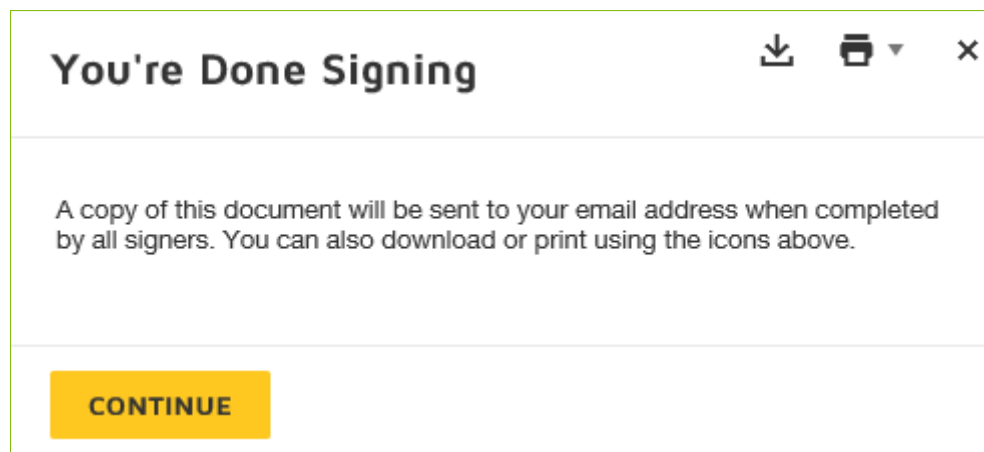 You're Done Signing
A copy of this document will be sent to your email address when completed
by all signers. You can also download or print using the icons above.
CONTINUE